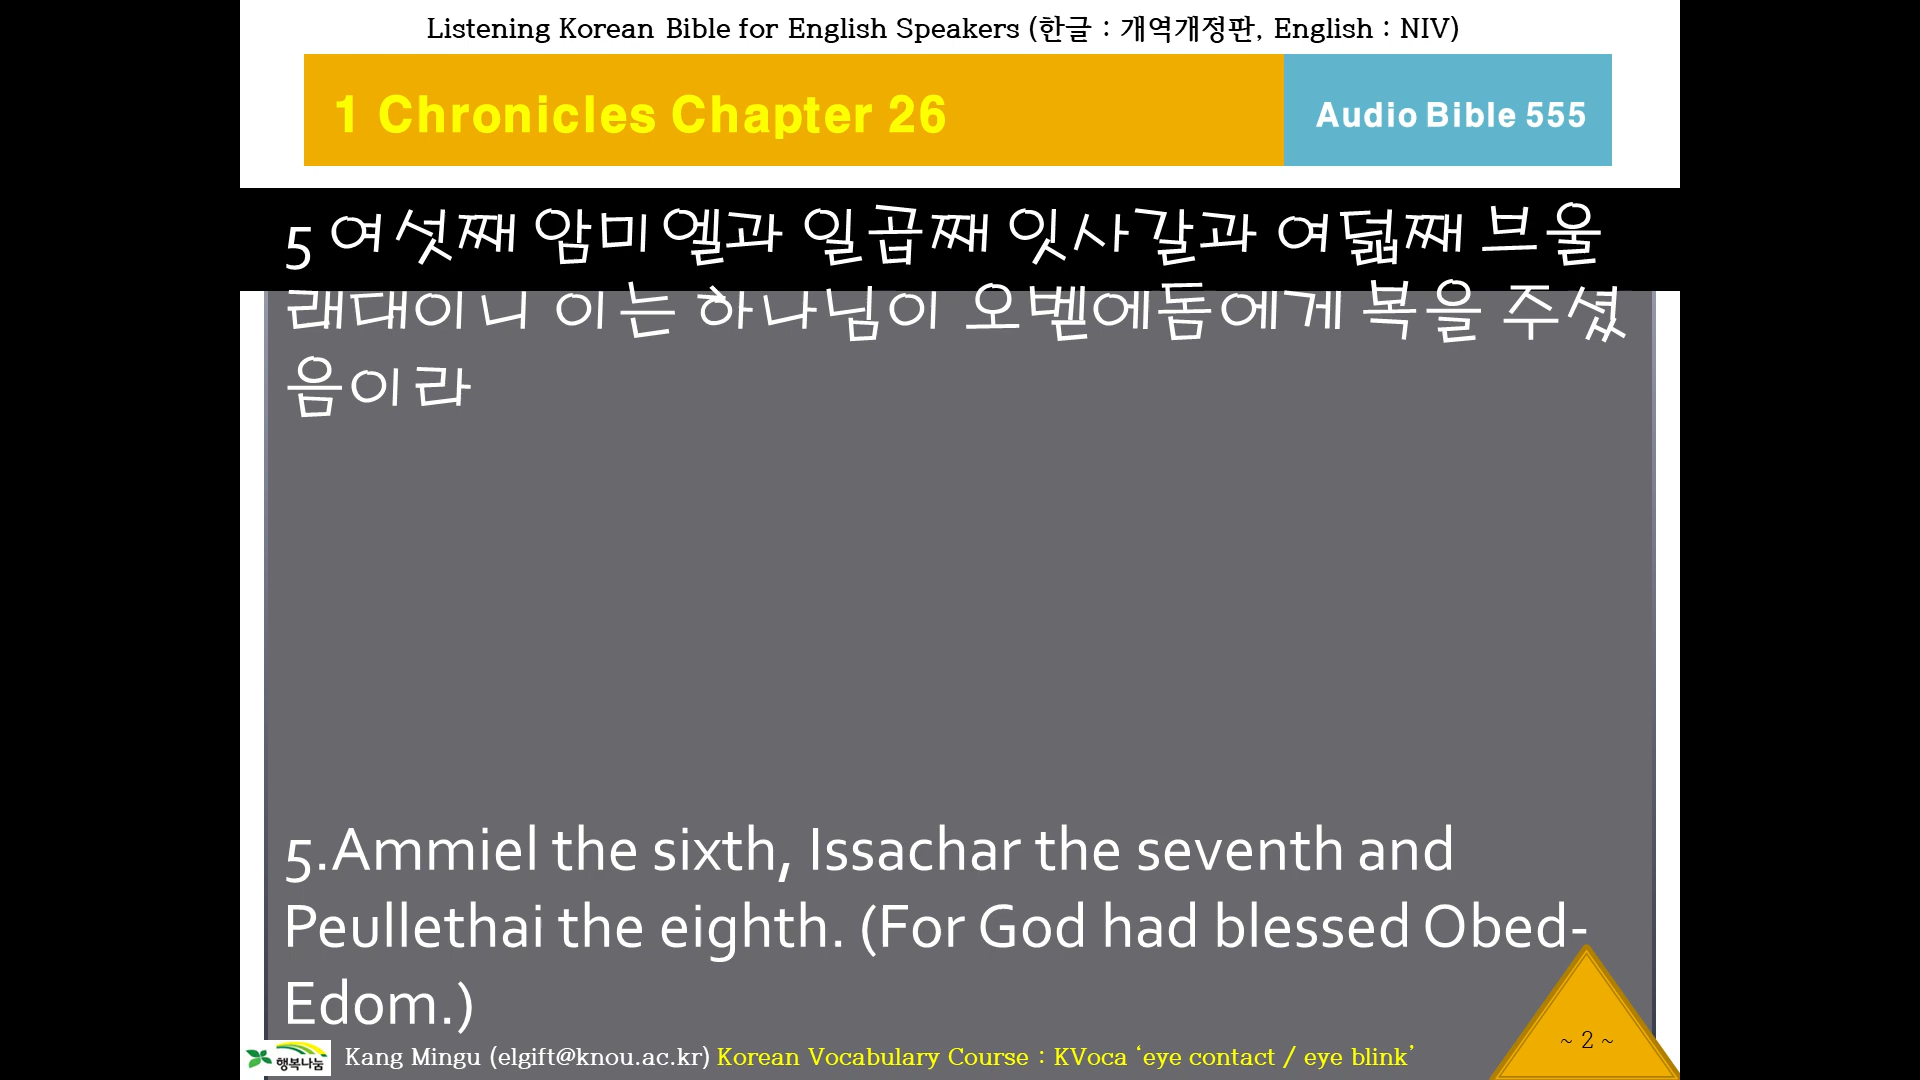 Listening Korean Bible for English Speakers (한글 : 개역개정판, English : NIV)
1 Chronicles Chapter 26
Audio Bible 555
5 여섯째 암미엘과 일곱째 잇사갈과 여덟째 브울
래대이니 이는 하나님이 오벧에돔에게 복을 주셨
음이라
5.Ammiel the sixth, Issachar the seventh and
Peullethai the eighth. (For God had blessed Obed-
Edom.)
~ 2 ~
행복나눔 Kang Mingu (elgift@knou.ac.kr) Korean Vocabulary Course : KVoca ‘eye contact / eye blink’